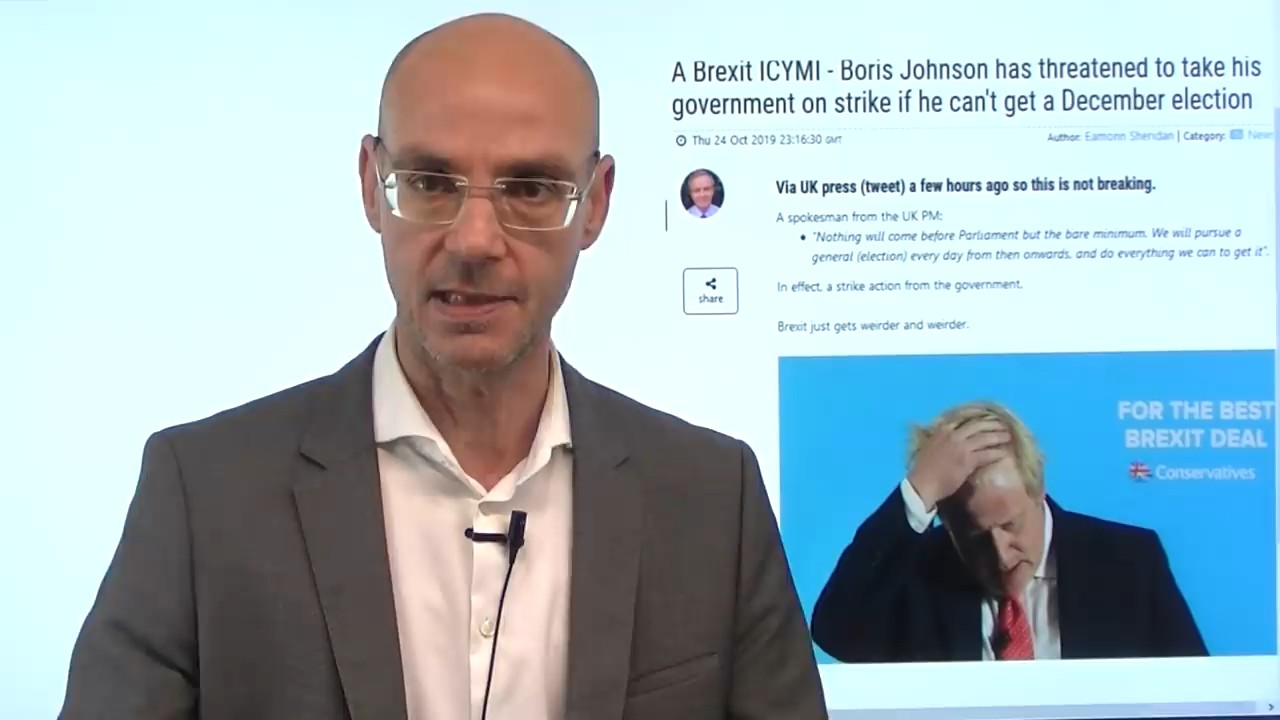 A Brexit ICYMI - Boris Johnson has threatened to take his
government on strike if he can't get a December election
Thu 24 Oct 2019 23:16:30 GMT
Author: Eamonn Sheridan | Category: News
Via UK press (tweet) a few hours ago so this is not breaking.
A spokesman from the UK PM:
• "Nothing will come before Parliament but the bare minimum. We will pursue a
general (election) every day from then onwards, and do everything we can to get it".
share
In effect, a strike action from the government.
Brexit just gets weirder and weirder.
FOR THE BEST
BREXIT DEAL
Conservatives